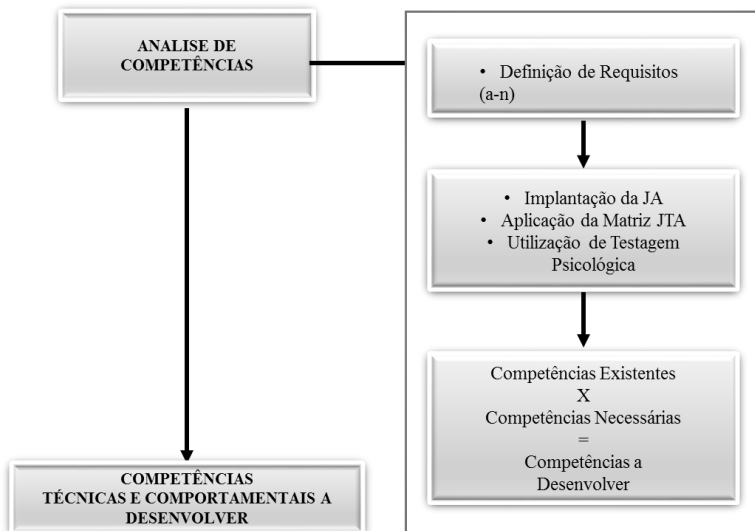 ANALISE DE
COMPETÊNCIAS
• Definição de Requisitos
(a-n)
• Implantação da JA
• Aplicação da Matriz JTA
• Utilização de Testagem
Psicológica
Competências Existentes
X
Competências Necessárias
=
Competências a
Desenvolver
COMPETÊNCIAS
TÉCNICAS E COMPORTAMENTAIS A
DESENVOLVER